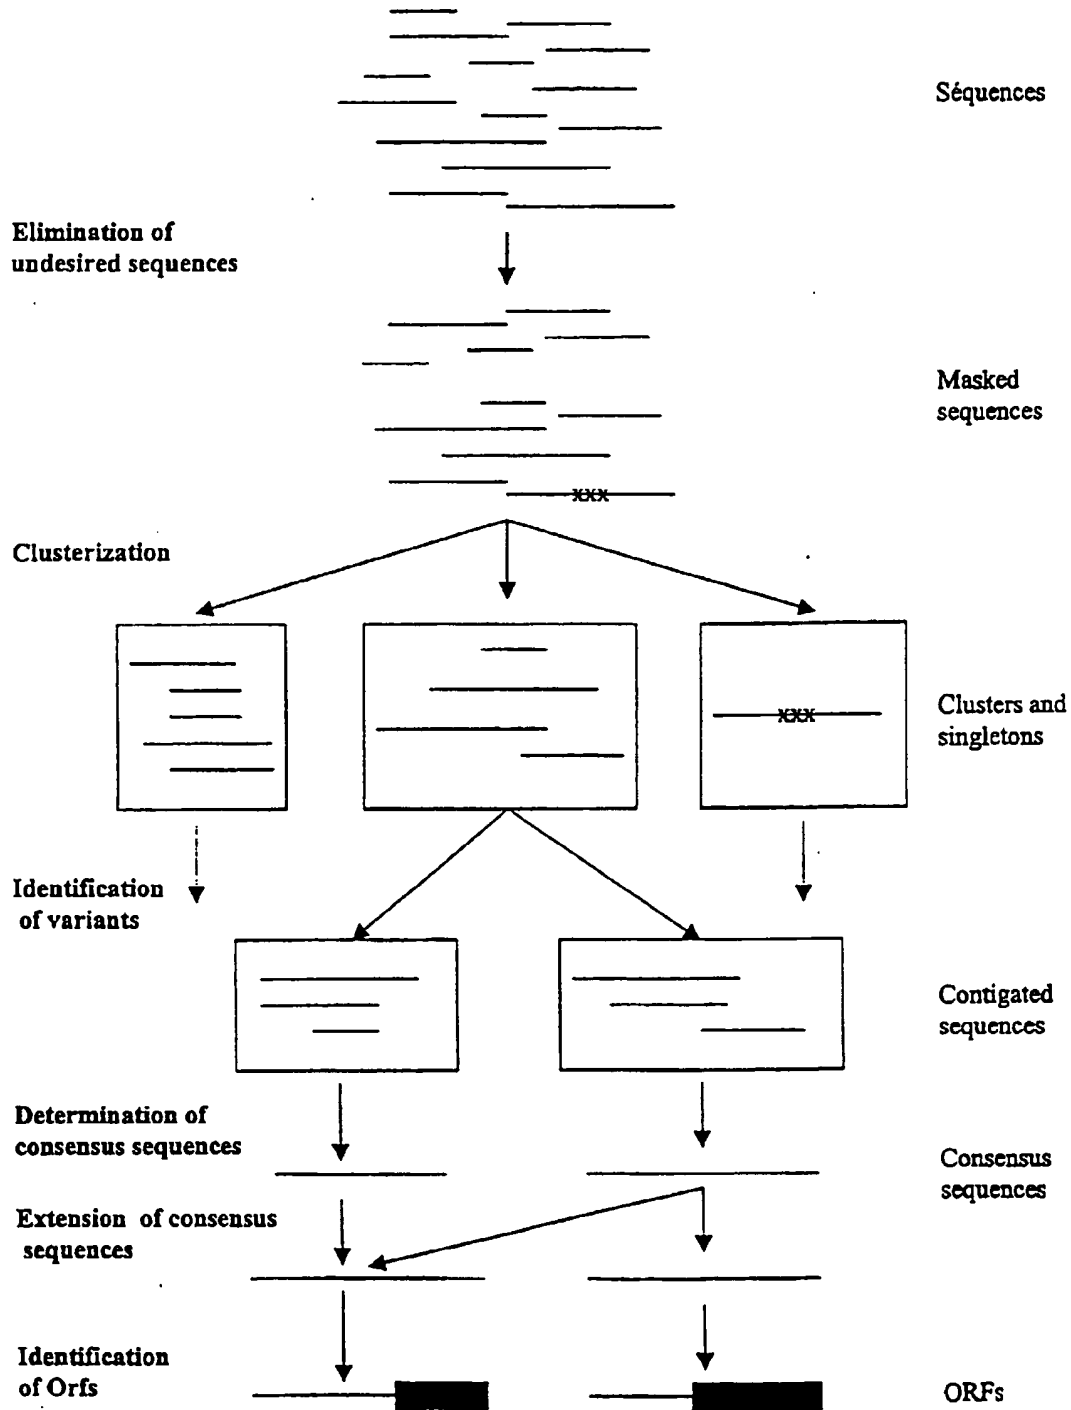 Séquences
Elimination of
undesired sequences
Masked
sequences
xxx
Clusterization
Clusters and
singletons
xxx
Identification
of variants
Contigated
sequences
Determination of
consensus sequences
Consensus
sequences
Extension of consensus
sequences
Identification
of Orfs
ORFs